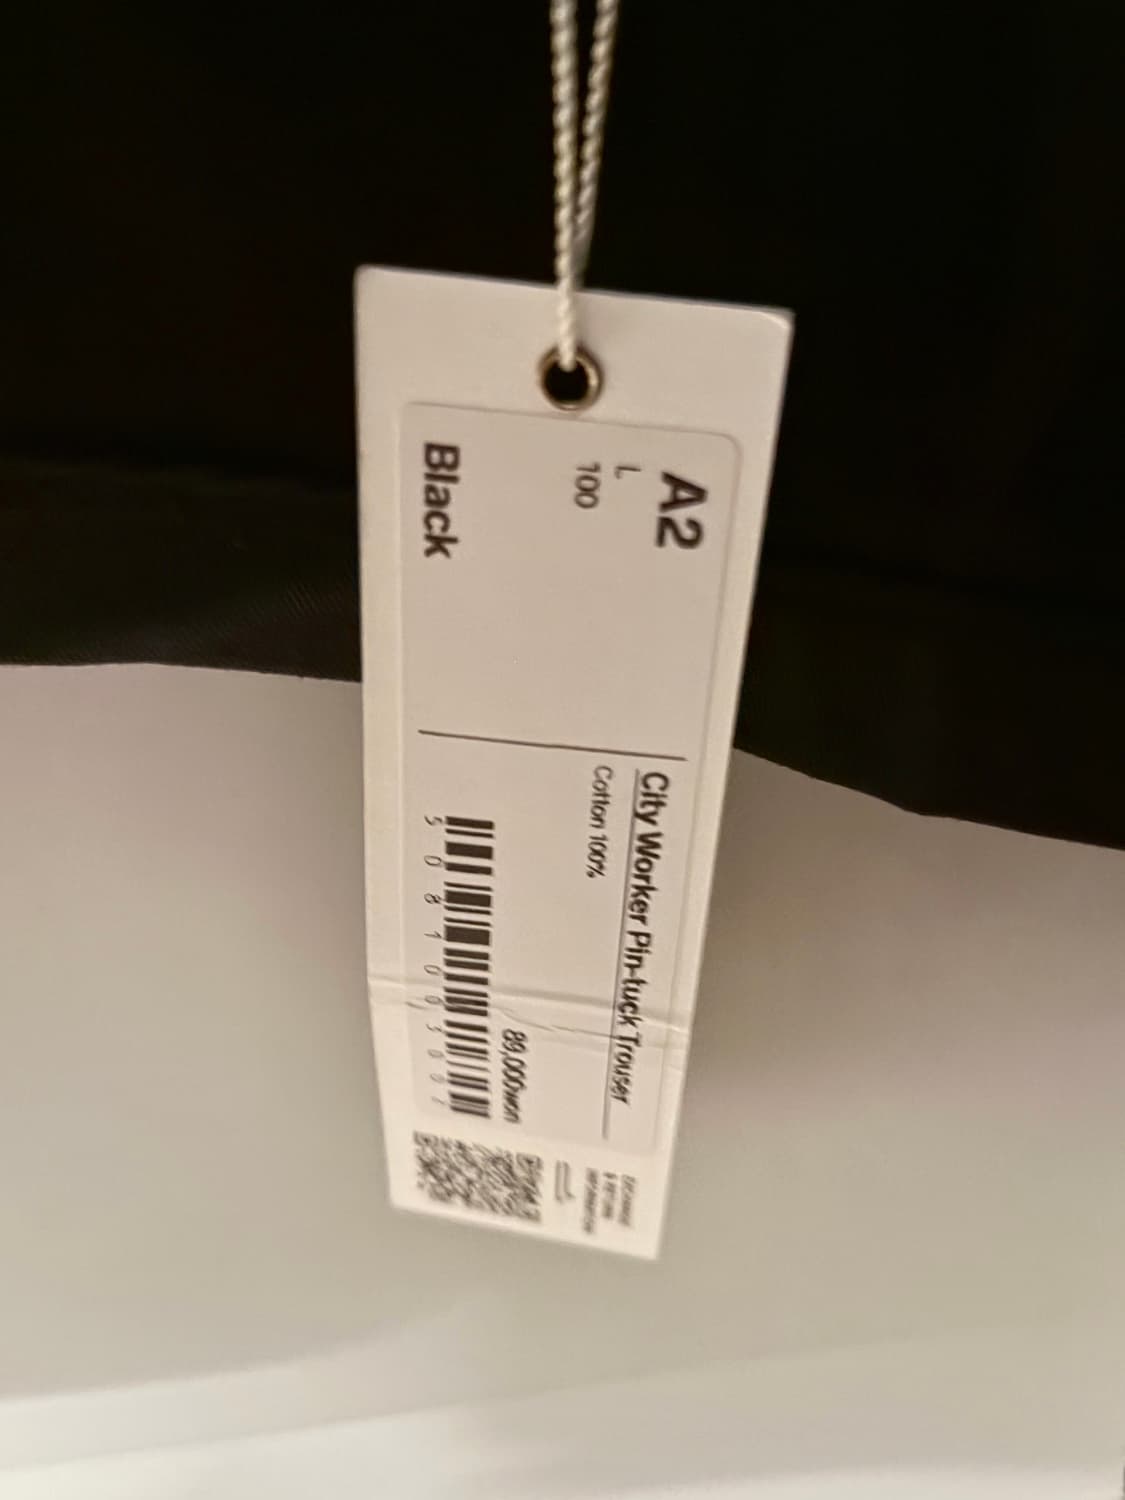 A2
L
100
Black
City Worker Pin-tuck Trouser
Cotton 100%
89,000won